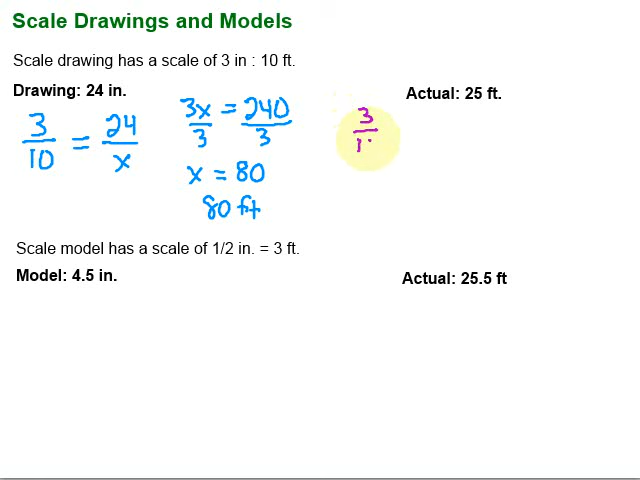 Scale Drawings and Models
Scale drawing has a scale of 3 in : 10 ft.
Drawing: 24 in.
3/10 = 24/x
3x/3 = 240/3
x = 80
80 ft
Actual: 25 ft.
3/1
Scale model has a scale of 1/2 in. = 3 ft.
Model: 4.5 in.
Actual: 25.5 ft